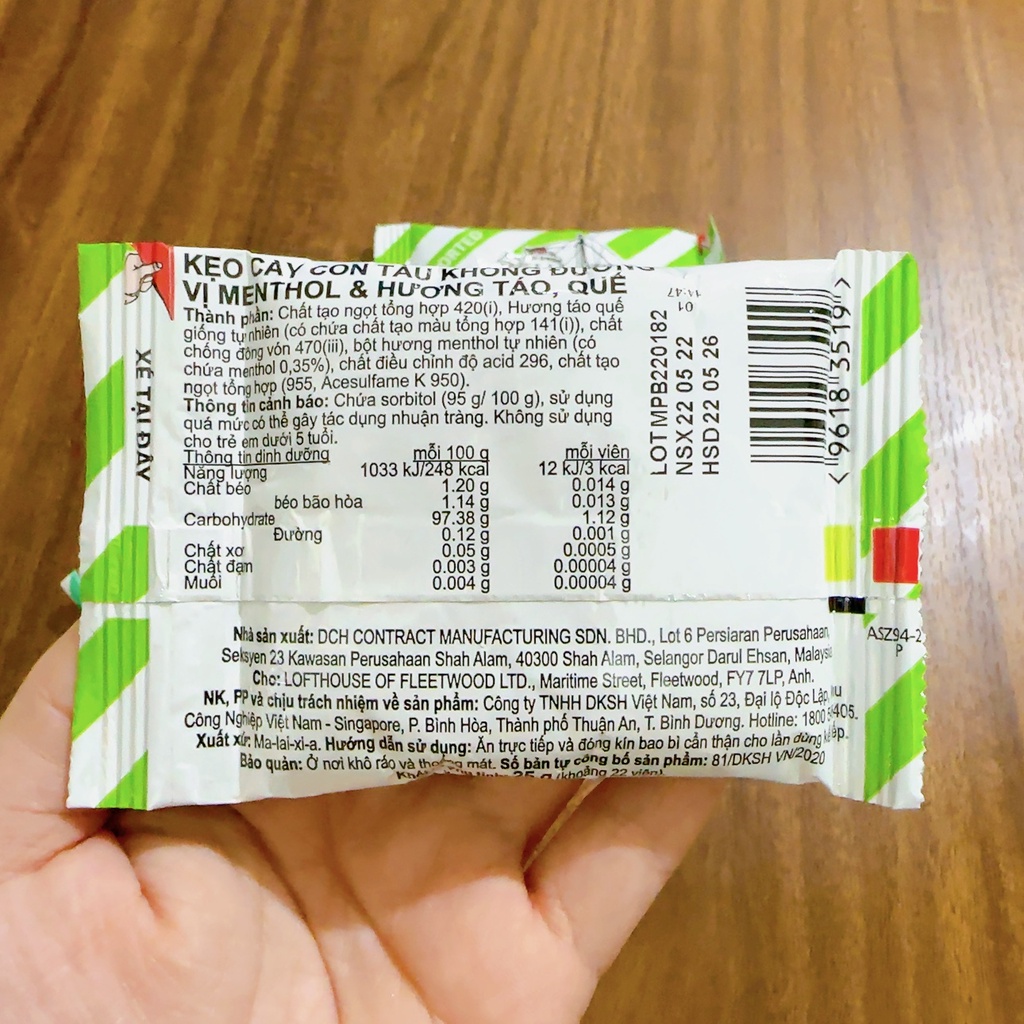 KẸO CAY CON TÀU KHÔNG ĐƯỜNG
VỊ MENTHOL & HƯƠNG TÁO, QUẾ
Thành phần: Chất tạo ngọt tổng hợp 420(i), Hương táo quế
giống tự nhiên (có chứa chất tạo màu tổng hợp 141(i)), chất
chống đông vón 470(iii), bột hương menthol tự nhiên (có
chứa menthol 0,35%), chất điều chỉnh độ acid 296, chất tạo
ngọt tổng hợp (955, Acesulfame K 950).
Thông tin cảnh báo: Chứa sorbitol (95 g/ 100 g), sử dụng
quá mức có thể gây tác dụng nhuận tràng. Không sử dụng
cho trẻ em dưới 5 tuổi.
Thông tin dinh dưỡng mỗi 100 g mỗi viên
Năng lượng 1033 kJ/248 kcal 12 kJ/3 kcal
Chất béo 1.20 g 0.014 g
béo bão hòa 1.14 g 0.013 g
Carbohydrate 97.38 g 1.12 g
Đường 0.12 g 0.001 g
Chất xơ 0.05 g 0.0005 g
Chất đạm 0.003 g 0.00004 g
Muối 0.004 g 0.00004 g
XÉ TẠI ĐÂY
LOT MPB220182 01
NSX22 05 22 11:47
HSD22 05 26
<"19618"13519">
ASZ94-2
P
Nhà sản xuất: DCH CONTRACT MANUFACTURING SDN. BHD., Lot 6 Persiaran Perusahaan,
Seksyen 23 Kawasan Perusahaan Shah Alam, 40300 Shah Alam, Selangor Darul Ehsan, Malaysia
Cho: LOFTHOUSE OF FLEETWOOD LTD., Maritime Street, Fleetwood, FY7 7LP, Anh.
NK, PP và chịu trách nhiệm về sản phẩm: Công ty TNHH DKSH Việt Nam, số 23, Đại lộ Độc Lập,
Công Nghiệp Việt Nam - Singapore, P. Bình Hòa, Thành phố Thuận An, T. Bình Dương. Hotline: 1800
Xuất xứ: Ma-lai-xi-a. Hướng dẫn sử dụng: Ăn trực tiếp và đóng kín bao bì cẩn thận cho lần dùng
Bảo quản: Ở nơi khô ráo và thoáng mát. Số bản tự công bố sản phẩm: 81/DKSH VN/2020
25 g (khoảng 22 viên)